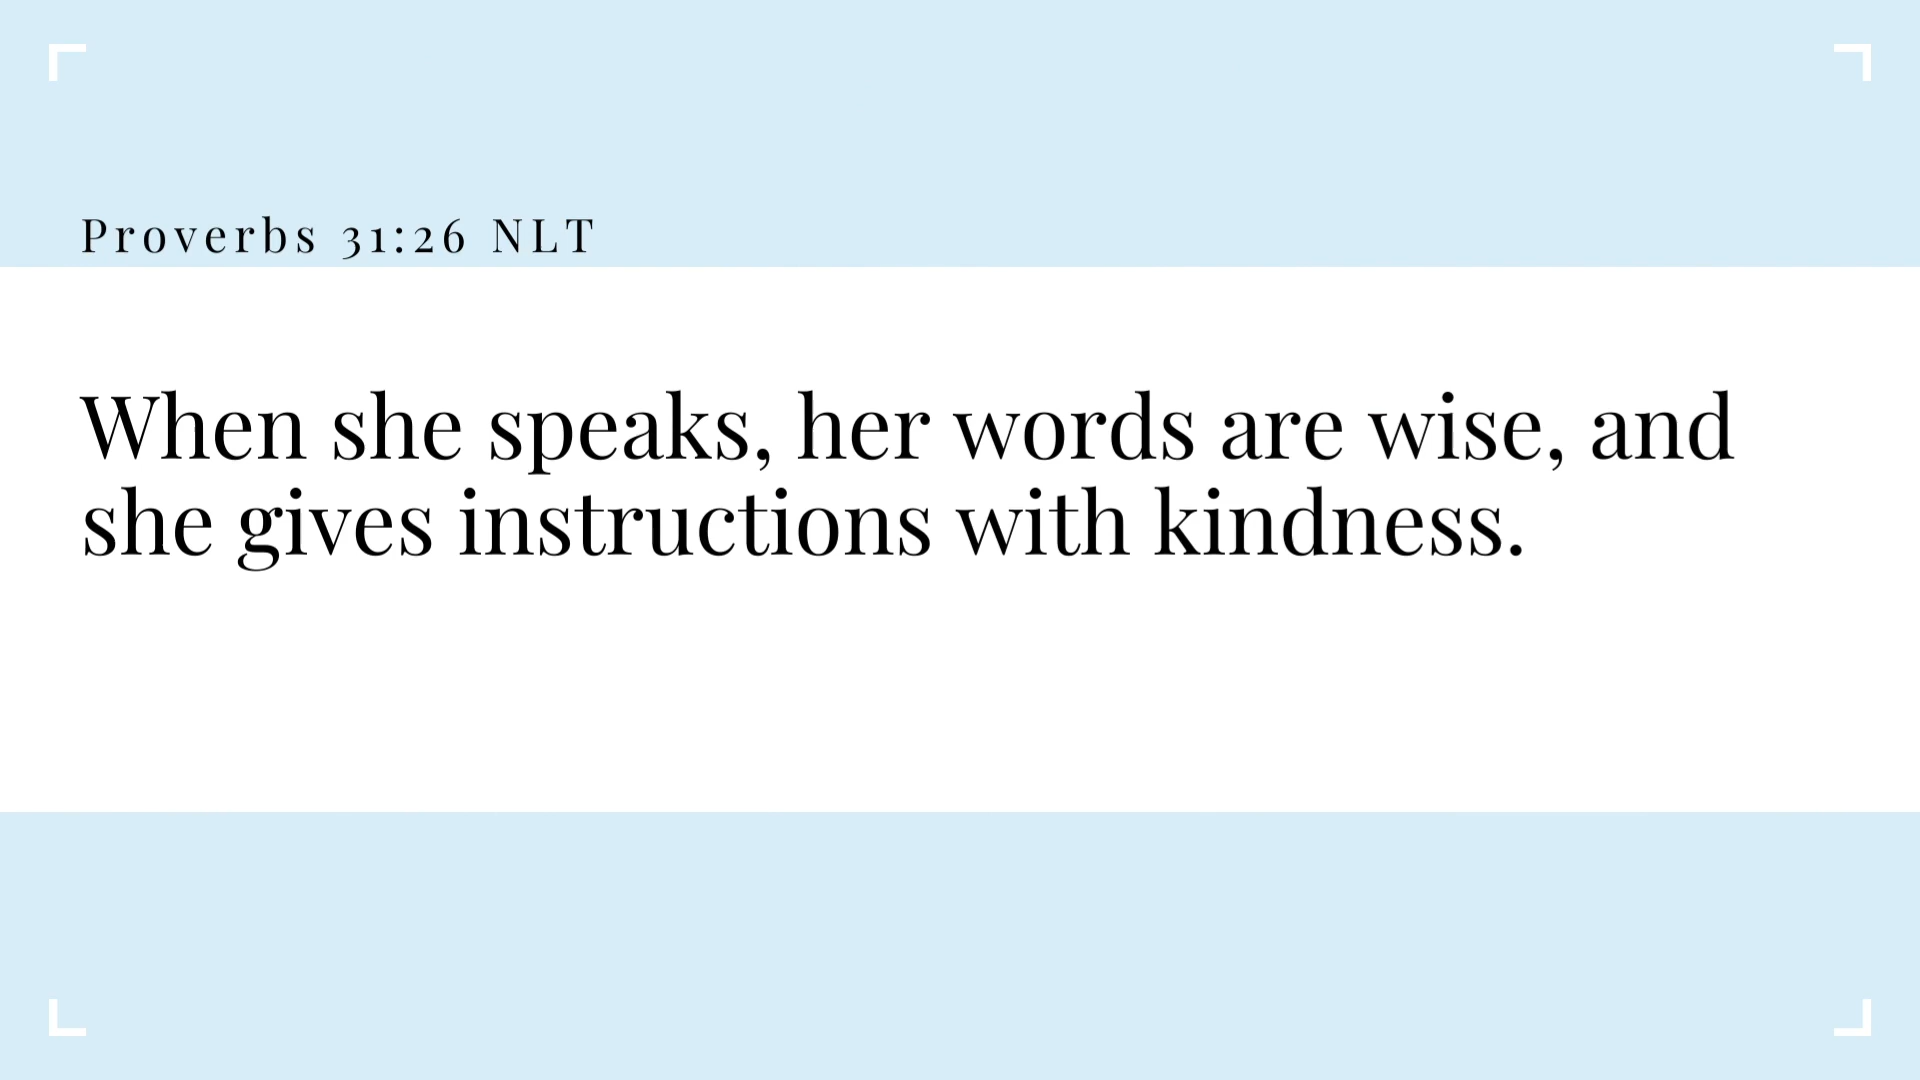 Proverbs 31:26 NLT
When she speaks, her words are wise, and
she gives instructions with kindness.